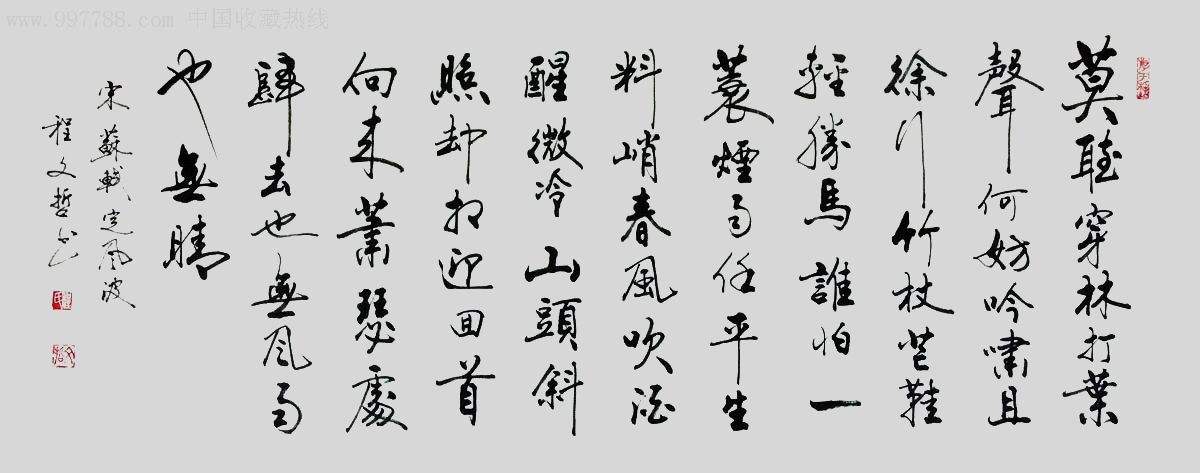 www.997788.com 中国收藏热线
莫聽穿林打葉
聲何妨吟嘯且
徐行竹杖芒鞋
輕勝馬誰怕一
蓑煙雨任平生
料峭春風吹酒
醒微冷山頭斜
照却相迎回首
向来蕭瑟處
歸去也無風雨
也無晴
宋蘇軾定風波
程文哲書